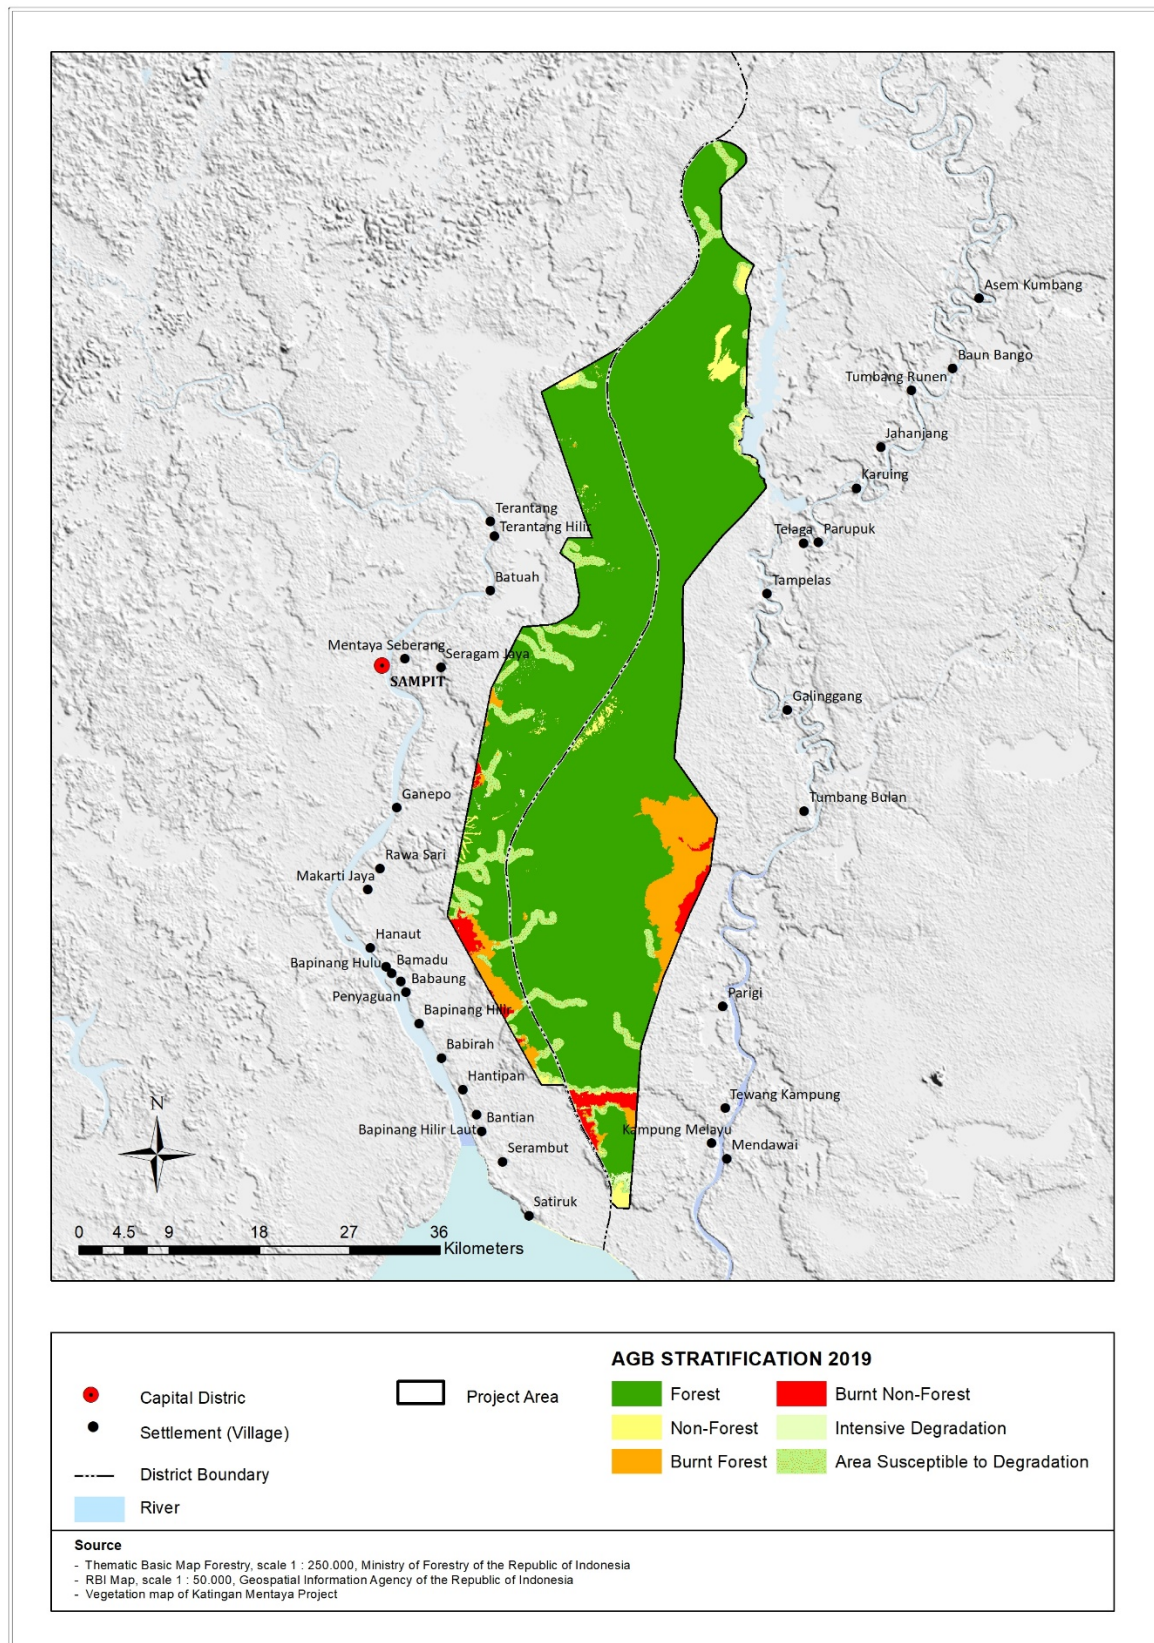 N
Asem Kumbang
Baun Bango
Tumbang Runen
Jahanjang
Karuing
Terantang
Terantang Hilir
Telaga
Parupuk
Batuah
Tampelas
Mentaya Seberang
Seragam Jaya
SAMPIT
Galinggang
Ganepo
Tumbang Bulan
Rawa Sari
Makarti Jaya
Hanaut
Bapinang Hulu
Bamadu
Babaung
Penyaguan
Bapinang Hilir
Parigi
Babirah
Hantipan
Tewang Kampung
Bantian
Bapinang Hilir Laut
Kampung Melayu
Mendawai
Serambut
Satiruk
0 4.5 9 18 27 36
Kilometers
AGB STRATIFICATION 2019
Capital Distric
Settlement (Village)
District Boundary
River
Project Area
Forest
Non-Forest
Burnt Forest
Burnt Non-Forest
Intensive Degradation
Area Susceptible to Degradation
Source
- Thematic Basic Map Forestry, scale 1 : 250.000, Ministry of Forestry of the Republic of Indonesia
- RBI Map, scale 1 : 50.000, Geospatial Information Agency of the Republic of Indonesia
- Vegetation map of Katingan Mentaya Project